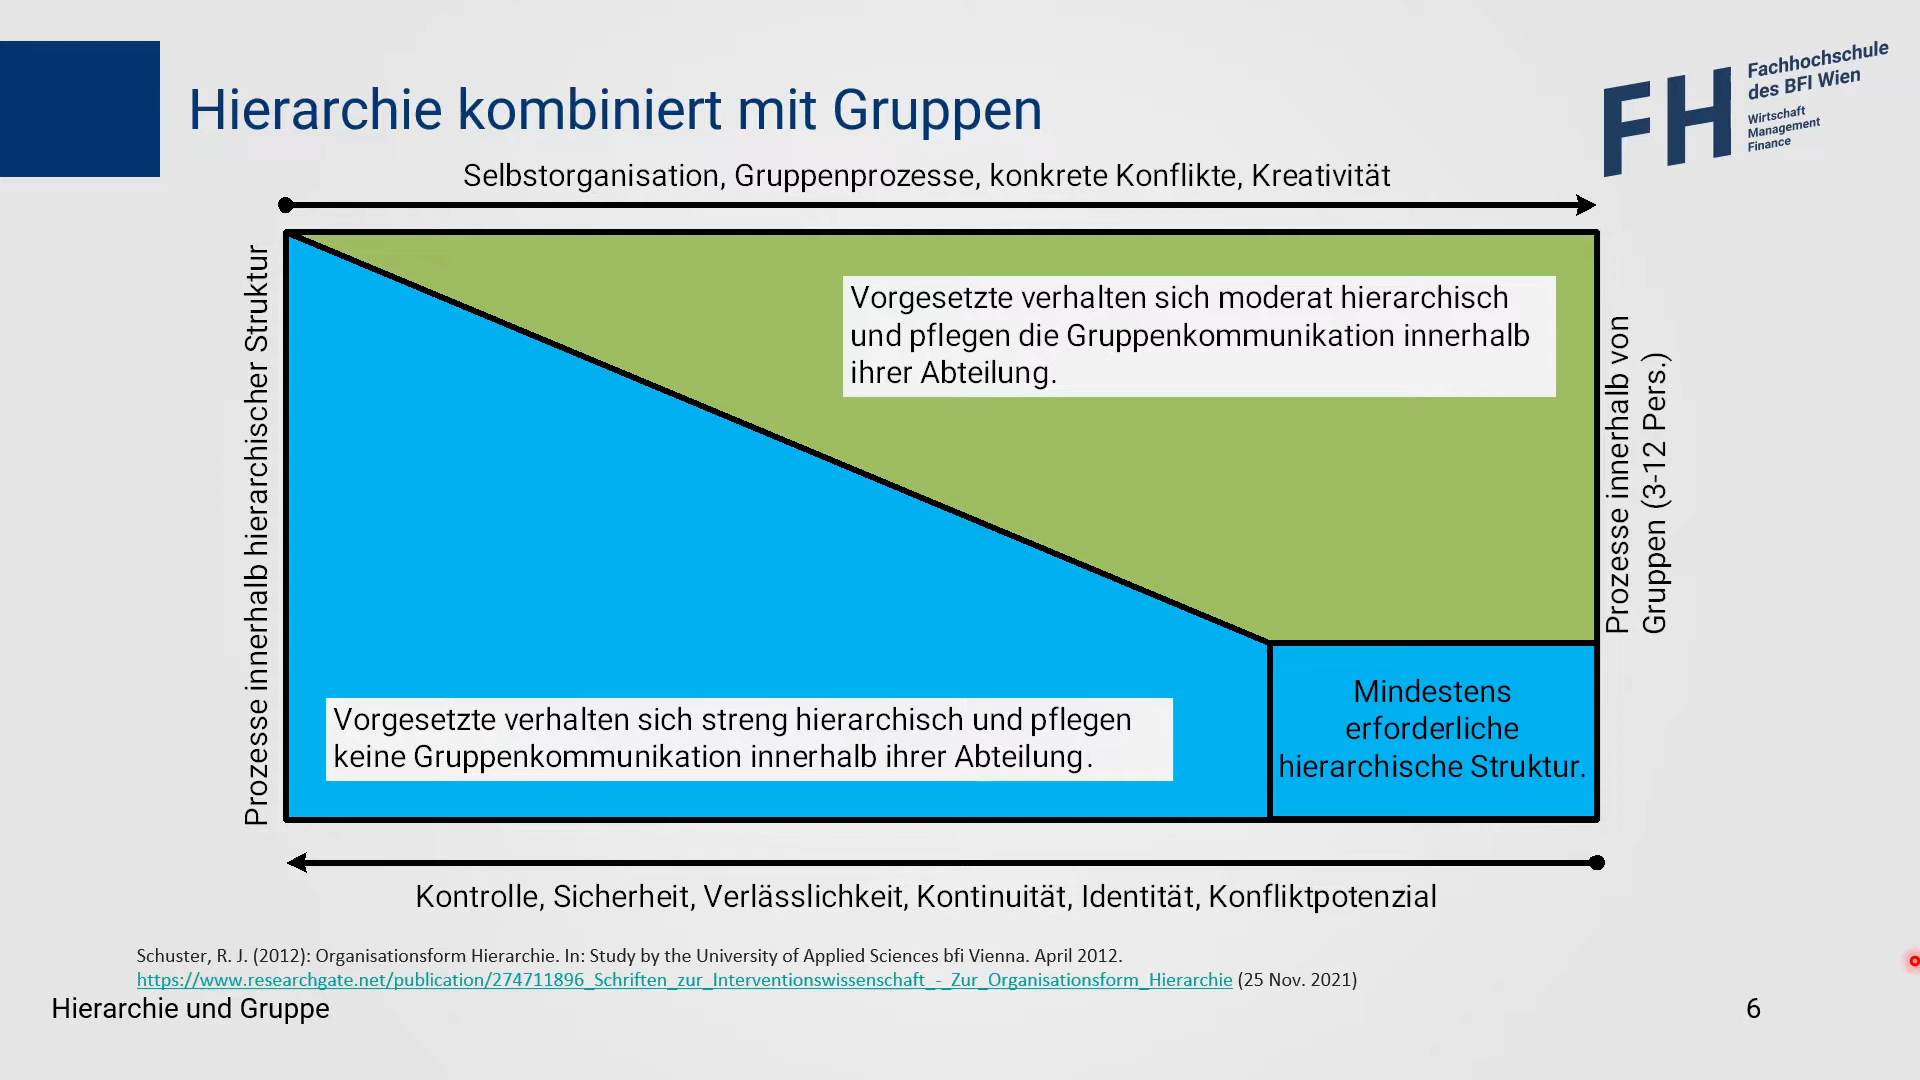 Hierarchie kombiniert mit Gruppen
Fachhochschule
des BFI Wien
Wirtschaft
Management
Finance
FH
Selbstorganisation, Gruppenprozesse, konkrete Konflikte, Kreativität
Prozesse innerhalb hierarchischer Struktur
Vorgesetzte verhalten sich moderat hierarchisch
und pflegen die Gruppenkommunikation innerhalb
ihrer Abteilung.
Prozesse innerhalb von
Gruppen (3-12 Pers.)
Vorgesetzte verhalten sich streng hierarchisch und pflegen
keine Gruppenkommunikation innerhalb ihrer Abteilung.
Mindestens
erforderliche
hierarchische Struktur.
Kontrolle, Sicherheit, Verlässlichkeit, Kontinuität, Identität, Konfliktpotenzial
Schuster, R. J. (2012): Organisationsform Hierarchie. In: Study by the University of Applied Sciences bfi Vienna. April 2012.
https://www.researchgate.net/publication/274711896_Schriften_zur_Interventionswissenschaft_-_Zur_Organisationsform_Hierarchie (25 Nov. 2021)
Hierarchie und Gruppe
6